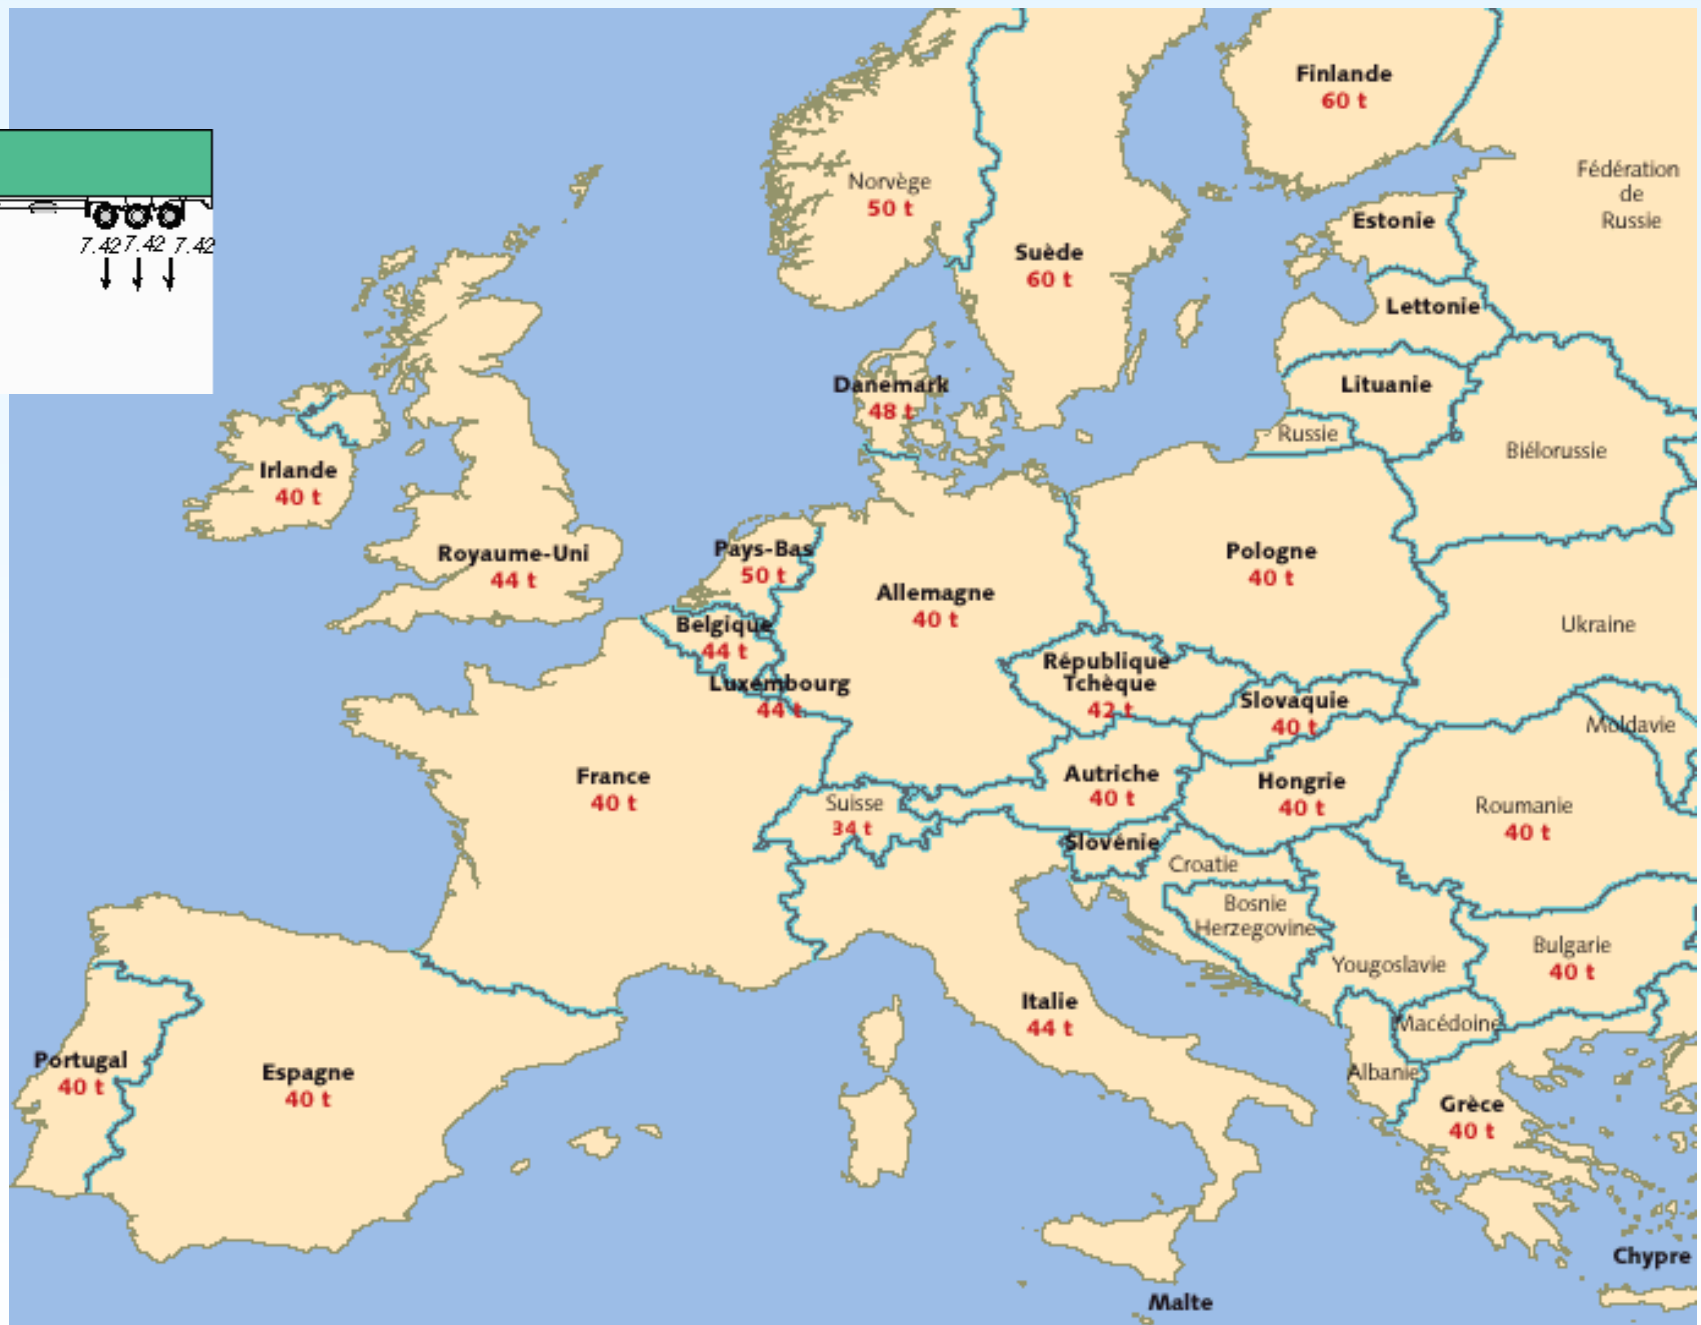 Finlande
60 t
Fédération
de
Russie
Norvège
50 t
Estonie
7.42 7.42 7.42
Suède
60 t
Lettonie
Danemark
48 t
Lituanie
Russie
Biélorussie
Irlande
40 t
Royaume-Uni
44 t
Pays-Bas
50 t
Pologne
40 t
Allemagne
40 t
Belgique
44 t
Ukraine
République
Tchèque
42 t
Luxembourg
44 t
Slovaquie
40 t
Moldavie
France
40 t
Autriche
40 t
Hongrie
40 t
Suisse
34 t
Roumanie
40 t
Slovénie
Croatie
Bosnie
Herzegovine
Bulgarie
40 t
Yougoslavie
Italie
44 t
Macédoine
Portugal
40 t
Espagne
40 t
Albanie
Grèce
40 t
Chypre
Malte